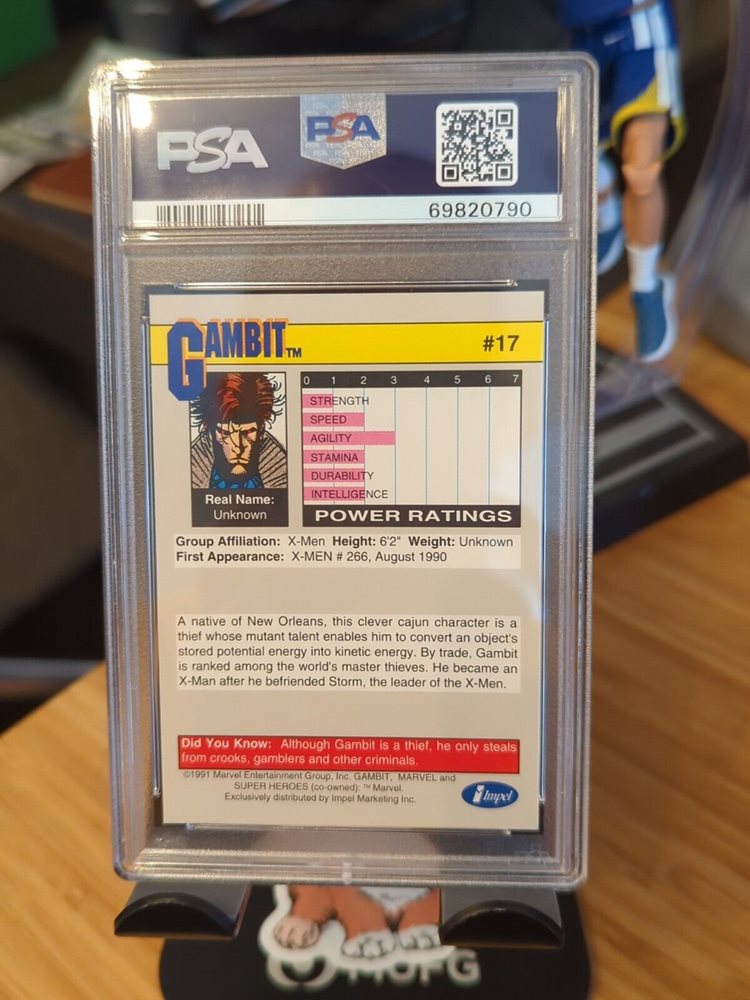 PSA
PSA
69820790
GAMBIT™
#17
0 1 2 3 4 5 6 7
STRENGTH
SPEED
AGILITY
STAMINA
DURABILITY
INTELLIGENCE
POWER RATINGS
Real Name:
Unknown
Group Affiliation: X-Men Height: 6'2" Weight: Unknown
First Appearance: X-MEN # 266, August 1990
A native of New Orleans, this clever cajun character is a
thief whose mutant talent enables him to convert an object's
stored potential energy into kinetic energy. By trade, Gambit
is ranked among the world's master thieves. He became an
X-Man after he befriended Storm, the leader of the X-Men.
Did You Know: Although Gambit is a thief, he only steals
from crooks, gamblers and other criminals.
©1991 Marvel Entertainment Group, Inc. GAMBIT, MARVEL and
SUPER HEROES (co-owned): ™ Marvel.
Exclusively distributed by Impel Marketing Inc.
Impel